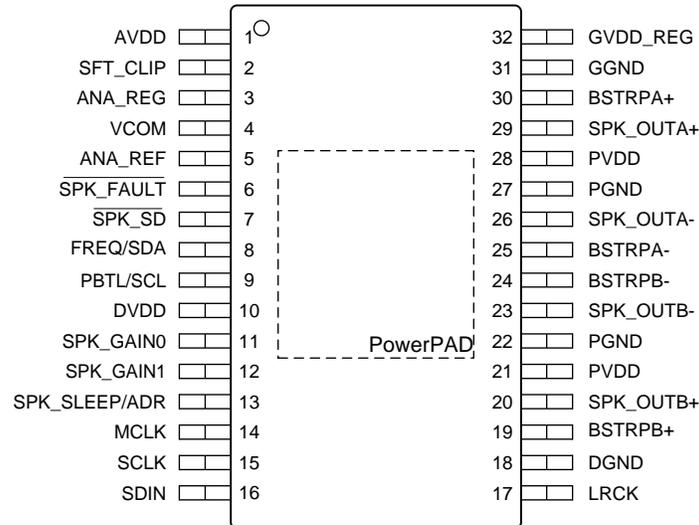 AVDD 1 32 GVDD_REG
SFT_CLIP 2 31 GGND
ANA_REG 3 30 BSTRPA+
VCOM 4 29 SPK_OUTA+
ANA_REF 5 28 PVDD
SPK_FAULT 6 27 PGND
SPK_SD 7 26 SPK_OUTA-
FREQ/SDA 8 25 BSTRPA-
PBTL/SCL 9 24 BSTRPB-
DVDD 10 23 SPK_OUTB-
SPK_GAIN0 11 PowerPAD 22 PGND
SPK_GAIN1 12 21 PVDD
SPK_SLEEP/ADR 13 20 SPK_OUTB+
MCLK 14 19 BSTRPB+
SCLK 15 18 DGND
SDIN 16 17 LRCK